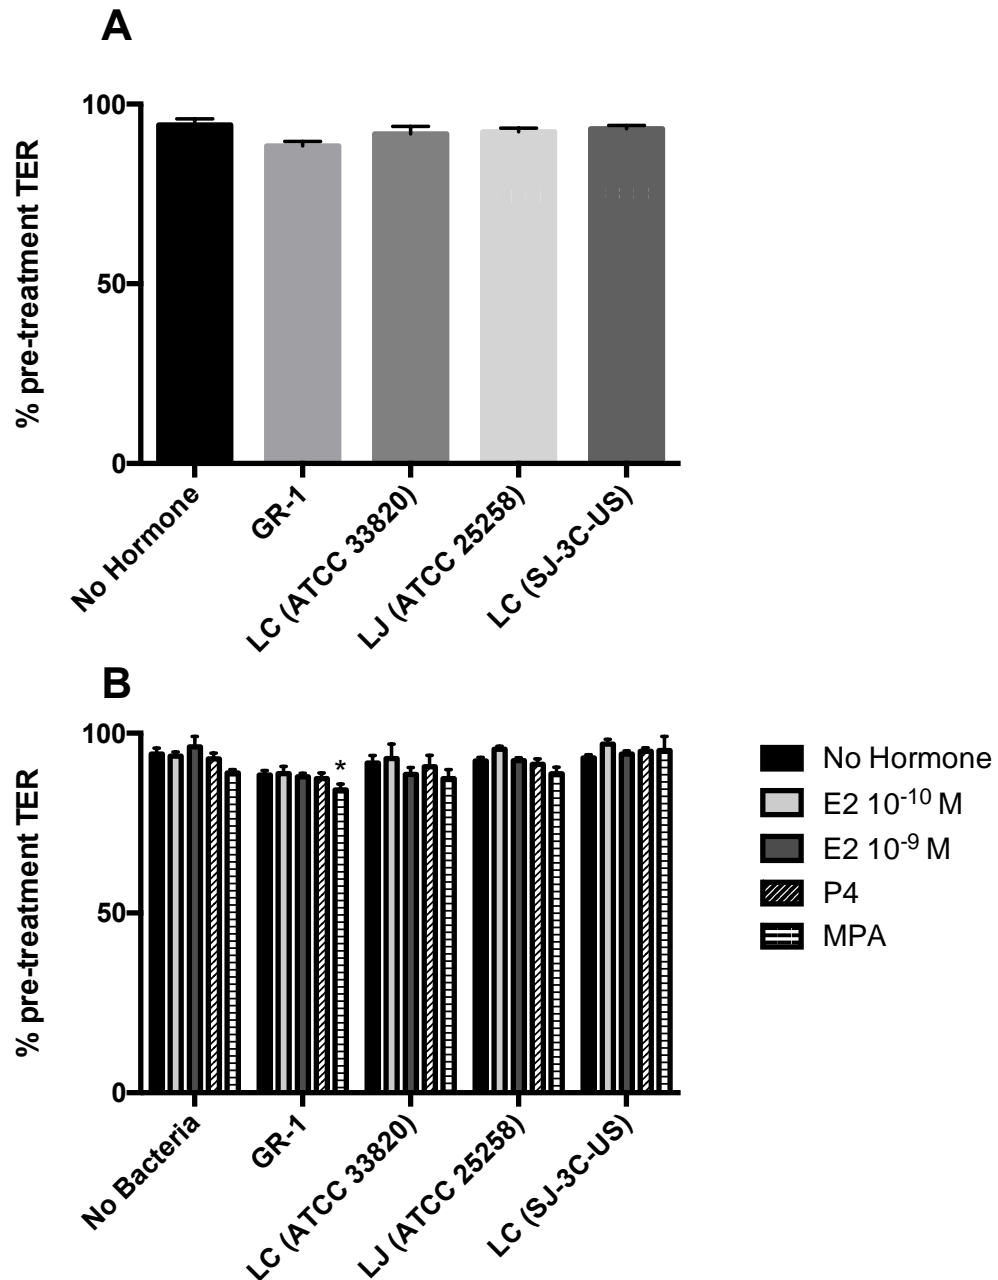 A
% pre-treatment TER
100
50
0
No Hormone
GR-1
LC (ATCC 33820)
LJ (ATCC 25258)
LC (SJ-3C-US)
B
% pre-treatment TER
100
50
0
*
No Bacteria
GR-1
LC (ATCC 33820)
LJ (ATCC 25258)
LC (SJ-3C-US)
No Hormone
E2 10⁻¹⁰ M
E2 10⁻⁹ M
P4
MPA